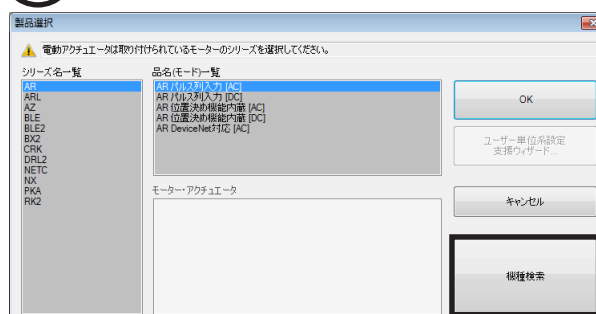 製品選択
電動アクチュエータは取り付けられているモーターのシリーズを選択してください。
シリーズ名一覧
AR
ARL
AZ
BLE
BLE2
BX2
CRK
DRL2
NETC
NX
PKA
RK2
品名(モード)一覧
AR パルス列入力 [AC]
AR パルス列入力 [DC]
AR 位置決め機能内蔵 [AC]
AR 位置決め機能内蔵 [DC]
AR DeviceNet対応 [AC]
モーター・アクチュエータ
OK
ユーザー単位系設定
支援ウィザード...
キャンセル
機種検索